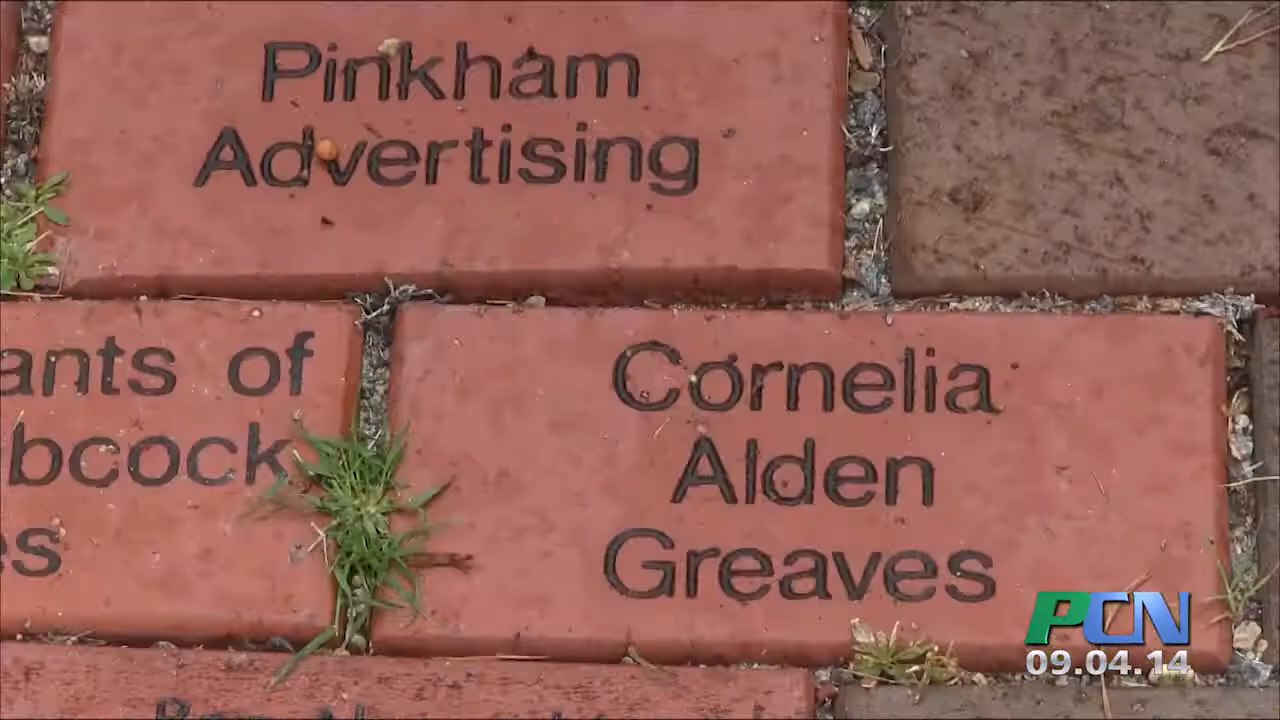 Pinkham
Advertising
ants of
bcock
es
Cornelia
Alden
Greaves
PCN
09.04.14